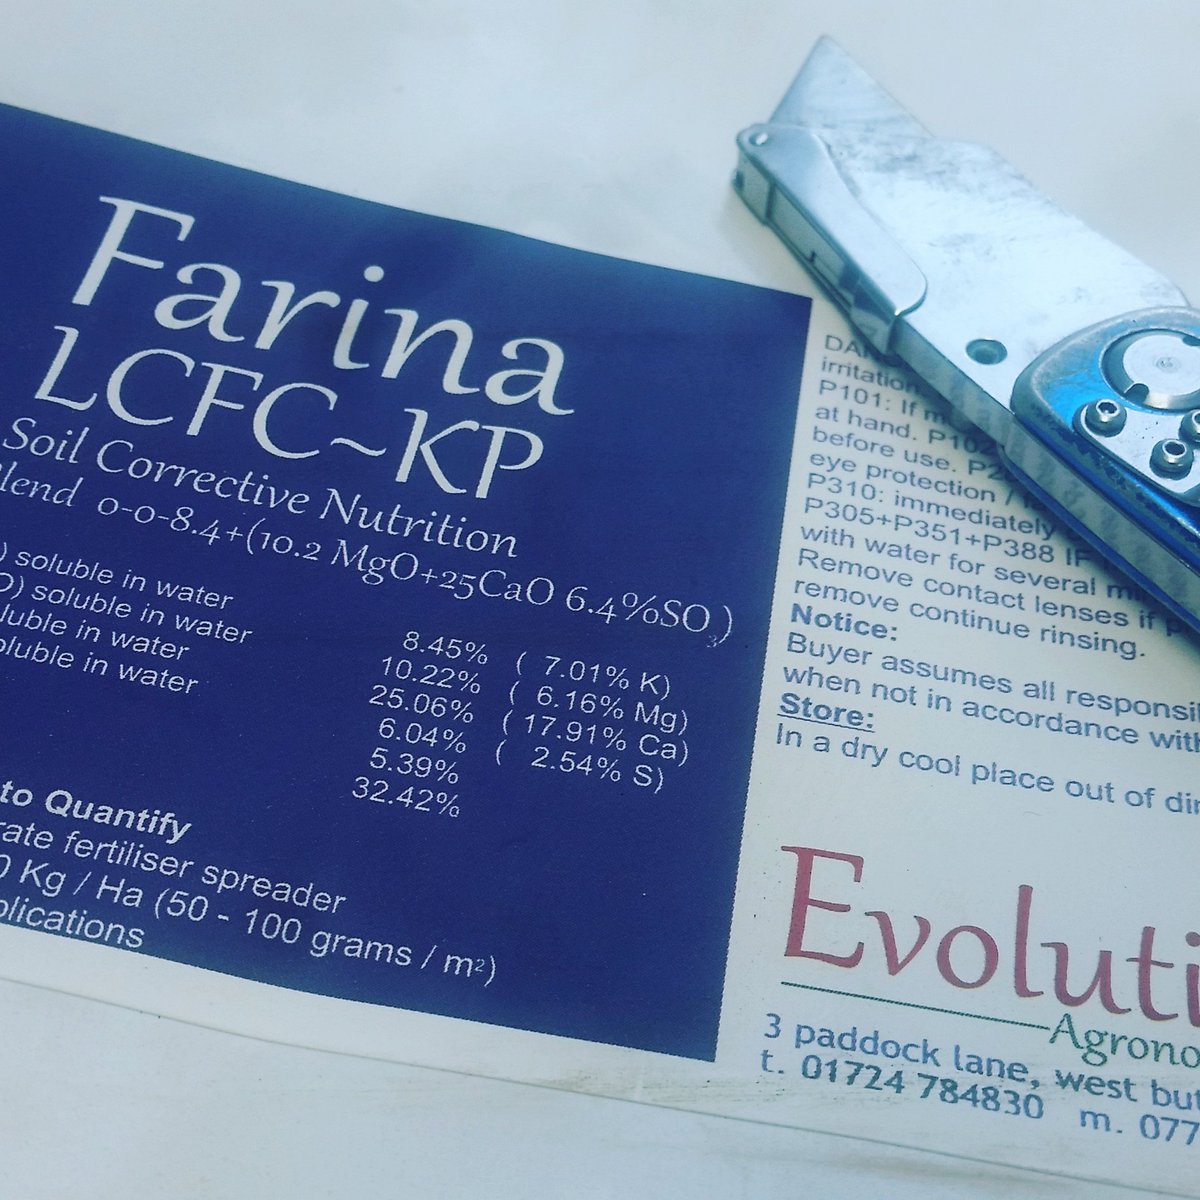 Farina
LCFC~KP
Soil Corrective Nutrition
Blend 0-0-8.4+(10.2 MgO+25CaO 6.4%SO3)
) soluble in water
O) soluble in water
luble in water
oluble in water
8.45% ( 7.01% K)
10.22% ( 6.16% Mg)
25.06% ( 17.91% Ca)
6.04% ( 2.54% S)
5.39%
32.42%
to Quantify
rate fertiliser spreader
0 Kg / Ha (50 - 100 grams / m2)
plications
irritation
P101: If m
at hand. P102
before use. P2
eye protection /
P310: immediately
P305+P351+P388 IF
with water for several mi
Remove contact lenses if p
remove continue rinsing.
Notice:
Buyer assumes all responsi
when not in accordance with
Store:
In a dry cool place out of dir
Evoluti
Agrono
3 paddock lane, west but
t. 01724 784830 m. 077